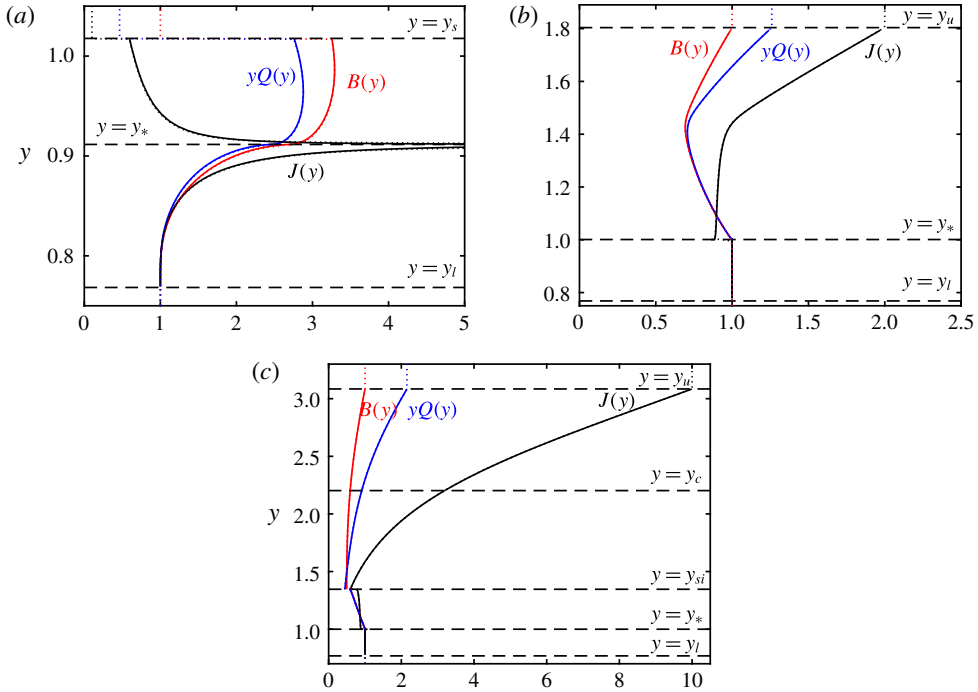 (a)
y = y_s
1.0
yQ(y)
B(y)
y = y_*
y
0.9
J(y)
0.8
y = y_l
0 1 2 3 4 5
(b)
1.8
y = y_u
B(y)
yQ(y)
J(y)
1.6
1.4
1.2
y = y_*
1.0
y = y_l
0.8
0 0.5 1.0 1.5 2.0 2.5
(c)
y = y_u
3.0
B(y)
yQ(y)
J(y)
2.5
y = y_c
y
2.0
1.5
y = y_si
y = y_*
1.0
y = y_l
0 2 4 6 8 10